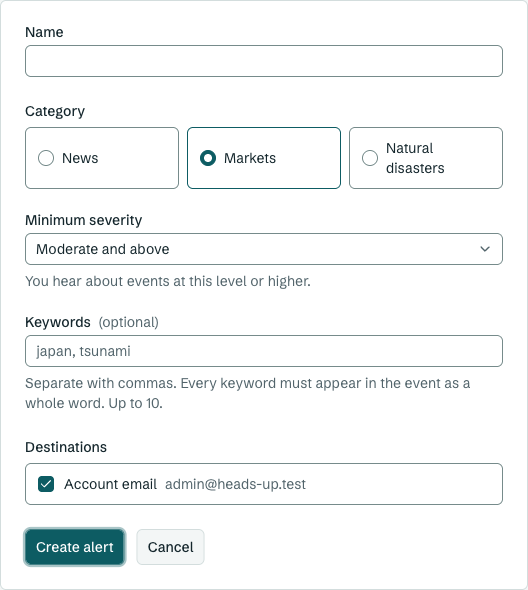 Name
Category
News
Markets
Natural
disasters
Minimum severity
Moderate and above
You hear about events at this level or higher.
Keywords (optional)
japan, tsunami
Separate with commas. Every keyword must appear in the event as a
whole word. Up to 10.
Destinations
Account email admin@heads-up.test
Create alert
Cancel